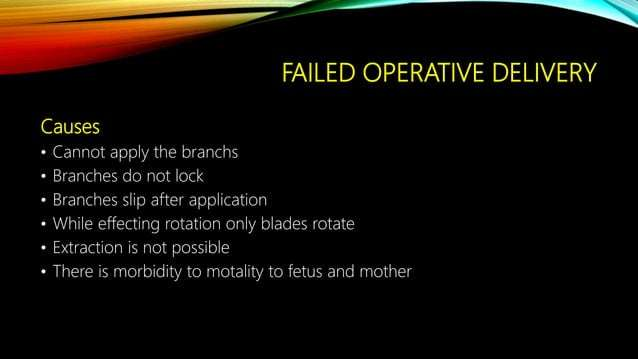 FAILED OPERATIVE DELIVERY
Causes
• Cannot apply the branchs
• Branches do not lock
• Branches slip after application
• While effecting rotation only blades rotate
• Extraction is not possible
• There is morbidity to motality to fetus and mother